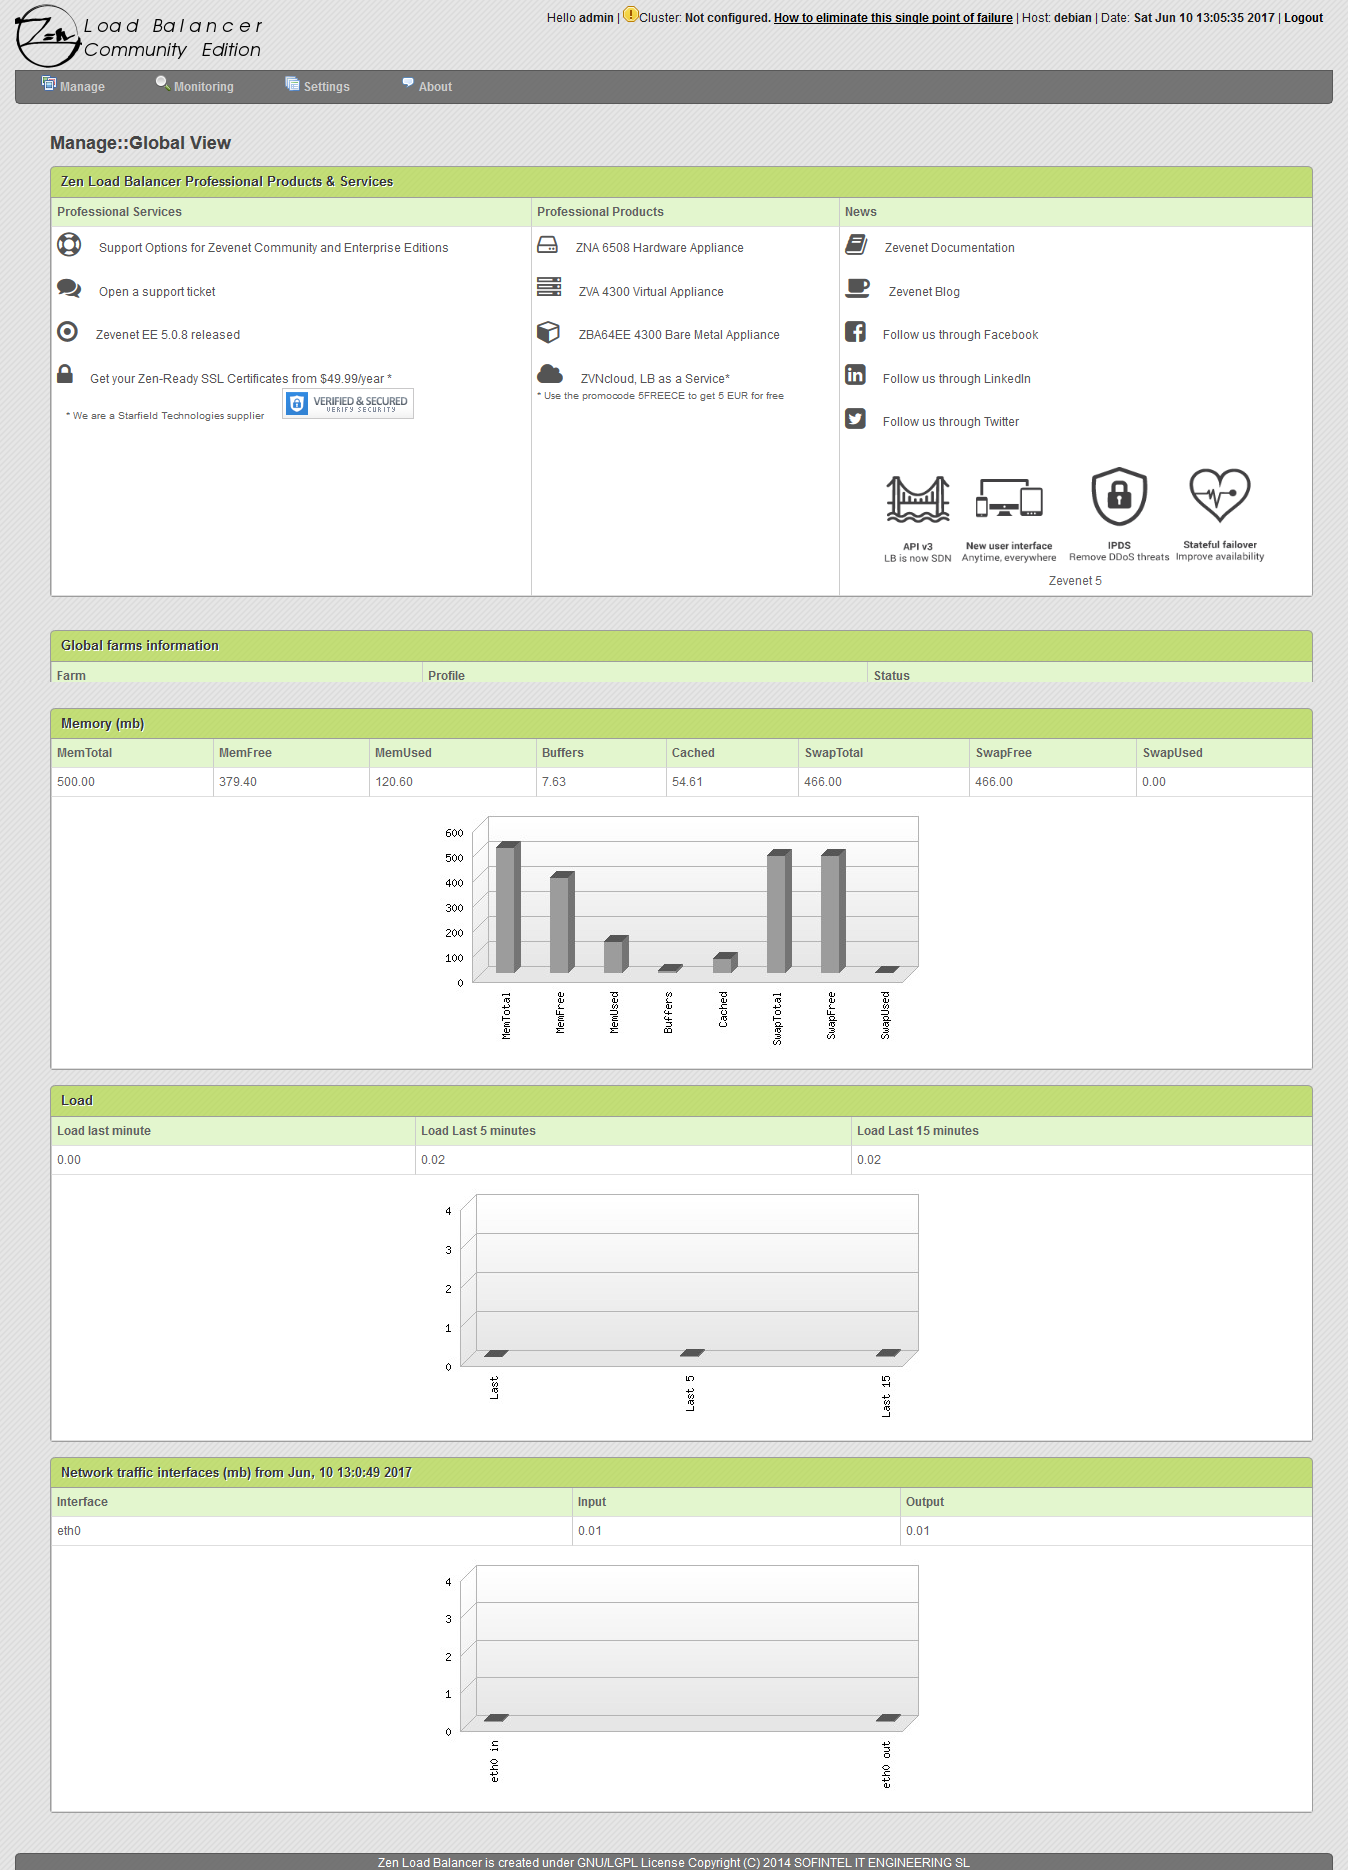 Zen Load Balancer
Community Edition
Hello admin | Cluster: Not configured. How to eliminate this single point of failure | Host: debian | Date: Sat Jun 10 13:05:35 2017 | Logout
Manage Monitoring Settings About
Manage::Global View
Zen Load Balancer Professional Products & Services
Professional Services
Support Options for Zevenet Community and Enterprise Editions
Open a support ticket
Zevenet EE 5.0.8 released
Get your Zen-Ready SSL Certificates from $49.99/year *
* We are a Starfield Technologies supplier
VERIFIED & SECURED
VERIFY SECURITY
Professional Products
ZNA 6508 Hardware Appliance
ZVA 4300 Virtual Appliance
ZBA64EE 4300 Bare Metal Appliance
ZVNcloud, LB as a Service*
* Use the promocode 5FREECE to get 5 EUR for free
News
Zevenet Documentation
Zevenet Blog
Follow us through Facebook
Follow us through LinkedIn
Follow us through Twitter
API v3
LB is now SDN
New user interface
Anytime, everywhere
IPDS
Remove DDoS threats
Stateful failover
Improve availability
Zevenet 5
Global farms information
Farm Profile Status
Memory (mb)
MemTotal MemFree MemUsed Buffers Cached SwapTotal SwapFree SwapUsed
500.00 379.40 120.60 7.63 54.61 466.00 466.00 0.00
600
500
400
300
200
100
0
MemTotal MemFree MemUsed Buffers Cached SwapTotal SwapFree SwapUsed
Load
Load last minute Load Last 5 minutes Load Last 15 minutes
0.00 0.02 0.02
4
3
2
1
0
Last Last 5 Last 15
Network traffic interfaces (mb) from Jun, 10 13:0:49 2017
Interface Input Output
eth0 0.01 0.01
4
3
2
1
0
eth0 in eth0 out
Zen Load Balancer is created under GNU/LGPL License Copyright (C) 2014 SOFINTEL IT ENGINEERING SL